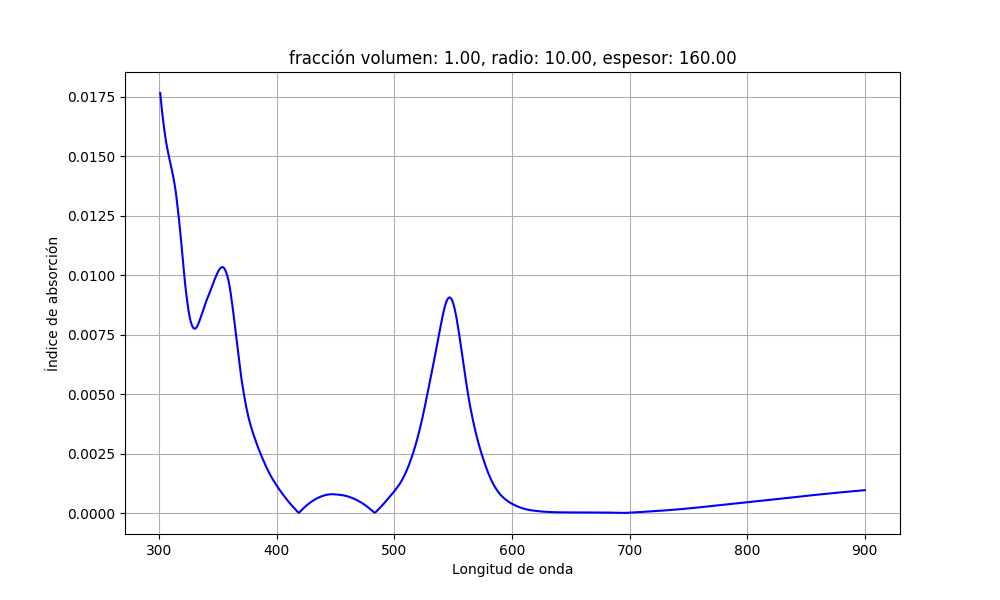 fracción volumen: 1.00, radio: 10.00, espesor: 160.00
0.0175
0.0150
0.0125
0.0100
0.0075
0.0050
0.0025
0.0000
Índice de absorción
300 400 500 600 700 800 900
Longitud de onda